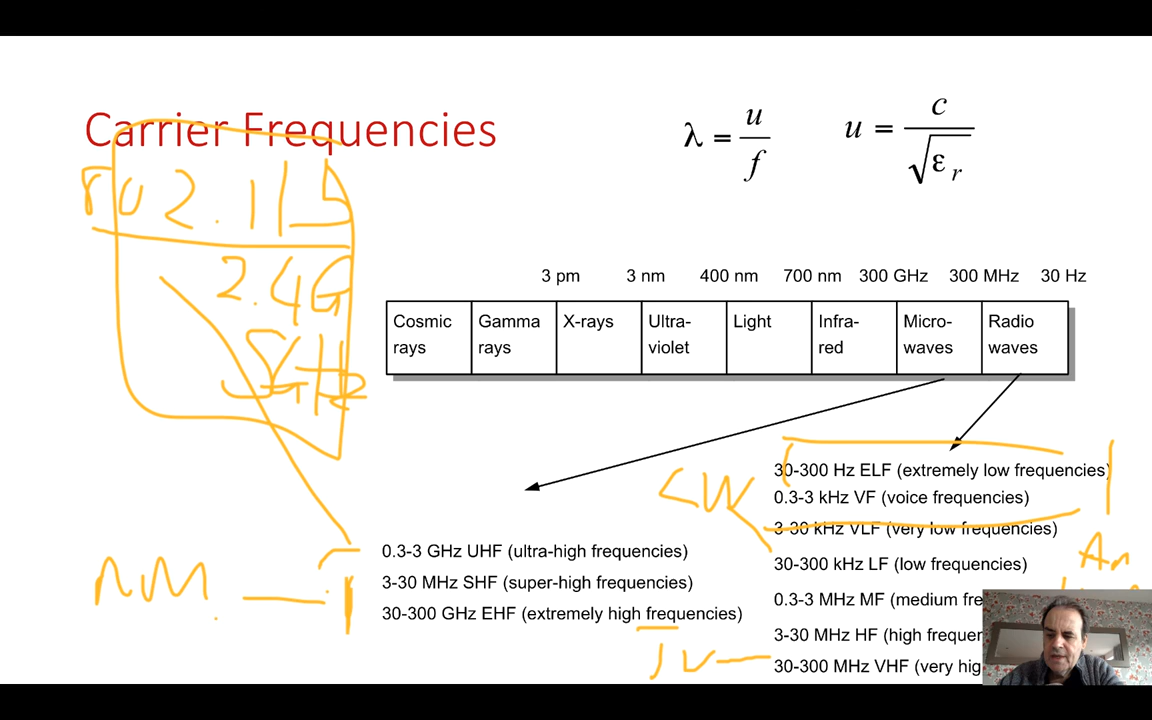 Carrier Frequencies
λ = u / f
u = c / √ε r
802.11b
2.4G
5GHz
3 pm 3 nm 400 nm 700 nm 300 GHz 300 MHz 30 Hz
Cosmic rays
Gamma rays
X-rays
Ultra-violet
Light
Infra-red
Micro-waves
Radio waves
30-300 Hz ELF (extremely low frequencies)
0.3-3 kHz VF (voice frequencies)
3-30 kHz VLF (very low frequencies)
30-300 kHz LF (low frequencies)
0.3-3 MHz MF (medium fre
3-30 MHz HF (high frequen
30-300 MHz VHF (very hig
0.3-3 GHz UHF (ultra-high frequencies)
3-30 MHz SHF (super-high frequencies)
30-300 GHz EHF (extremely high frequencies)
LW
TV